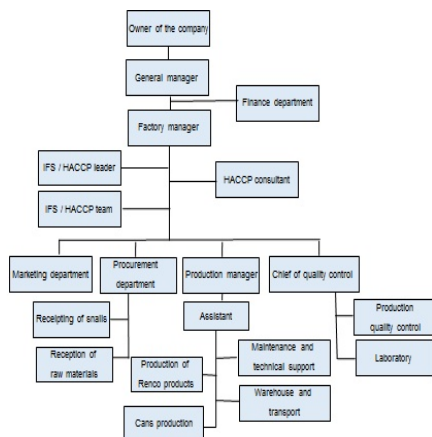 Owner of the company
General manager
Finance department
Factory manager
IFS / HACCP leader
HACCP consultant
IFS / HACCP team
Marketing department
Procurement
department
Production manager
Chief of quality control
Receipting of snails
Assistant
Production
quality control
Reception of
raw materials
Production of
Renco products
Maintenance and
technical support
Laboratory
Cans production
Warehouse and
transport